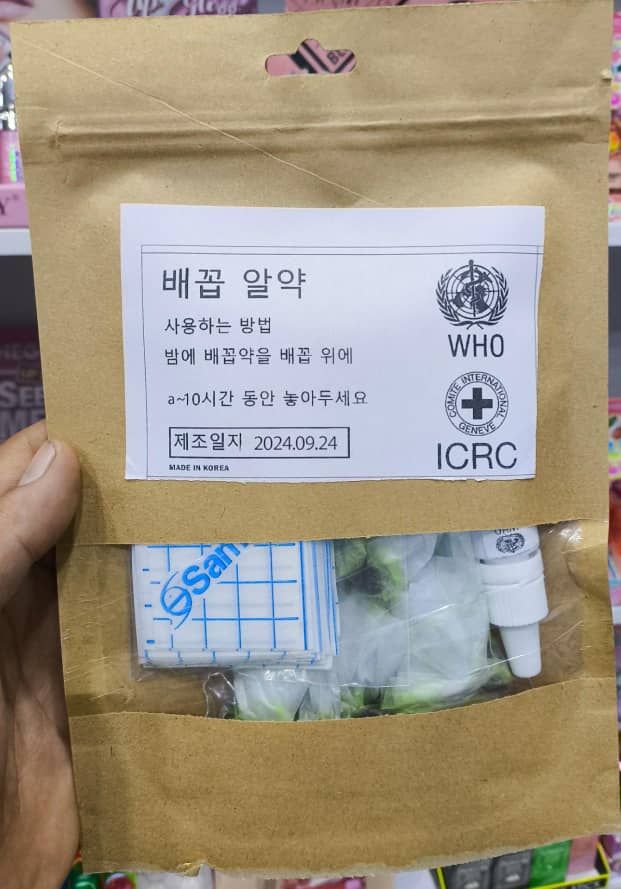 배꼽 알약
사용하는 방법
밤에 배꼽약을 배꼽 위에
a~10시간 동안 놓아두세요
제조일자 2024.09.24
MADE IN KOREA
WHO
COMITE INTERNATIONAL GENEVE
ICRC
San